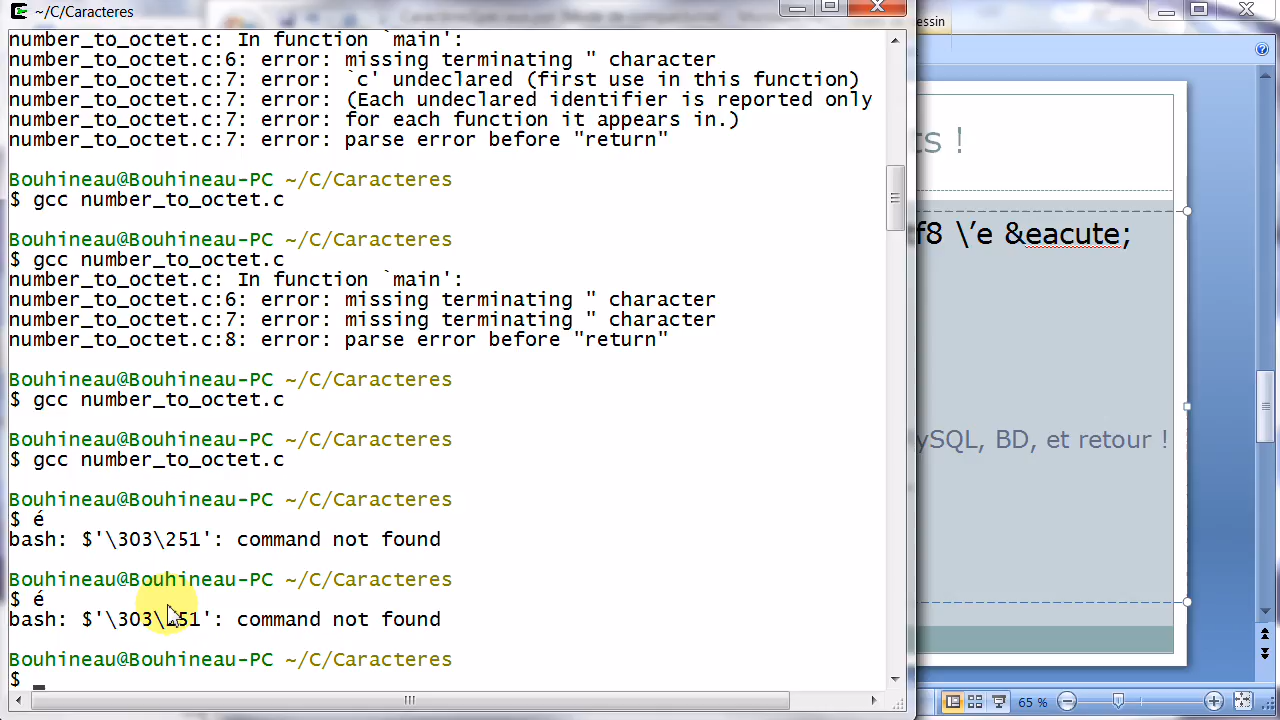 ~/C/Caracteres
number_to_octet.c: In function `main':
number_to_octet.c:6: error: missing terminating " character
number_to_octet.c:7: error: `c' undeclared (first use in this function)
number_to_octet.c:7: error: (Each undeclared identifier is reported only
number_to_octet.c:7: error: for each function it appears in.)
number_to_octet.c:7: error: parse error before "return"
Bouhineau@Bouhineau-PC ~/C/Caracteres
$ gcc number_to_octet.c
Bouhineau@Bouhineau-PC ~/C/Caracteres
$ gcc number_to_octet.c
number_to_octet.c: In function `main':
number_to_octet.c:6: error: missing terminating " character
number_to_octet.c:7: error: missing terminating " character
number_to_octet.c:8: error: parse error before "return"
Bouhineau@Bouhineau-PC ~/C/Caracteres
$ gcc number_to_octet.c
Bouhineau@Bouhineau-PC ~/C/Caracteres
$ gcc number_to_octet.c
Bouhineau@Bouhineau-PC ~/C/Caracteres
$ é
bash: $'\303\251': command not found
Bouhineau@Bouhineau-PC ~/C/Caracteres
$ é
bash: $'\303\251': command not found
Bouhineau@Bouhineau-PC ~/C/Caracteres
$
essin
ts !
f8 \’e &eacute;
ySQL, BD, et retour !
65 %